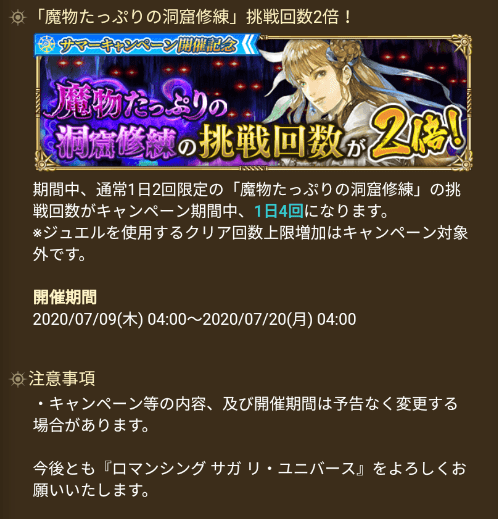 「魔物たっぷりの洞窟修練」挑戦回数2倍！
サマーキャンペーン開催記念
魔物たっぷりの
洞窟修練の挑戦回数が2倍!
期間中、通常1日2回限定の「魔物たっぷりの洞窟修練」の挑
戦回数がキャンペーン期間中、1日4回になります。
※ジュエルを使用するクリア回数上限増加はキャンペーン対象
外です。
開催期間
2020/07/09(木) 04:00～2020/07/20(月) 04:00
注意事項
・キャンペーン等の内容、及び開催期間は予告なく変更する
場合があります。
今後とも『ロマンシング サガ リ・ユニバース』をよろしくお
願いいたします。